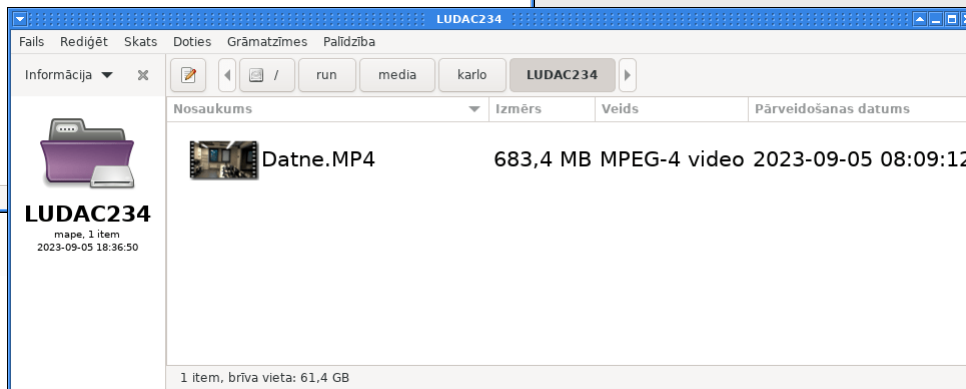 LUDAC234
Fails Rediģēt Skats Doties Grāmatzīmes Palīdzība
Informācija / run media karlo LUDAC234
Nosaukums Izmērs Veids Pārveidošanas datums
Datne.MP4 683,4 MB MPEG-4 video 2023-09-05 08:09:12
LUDAC234
mape, 1 item
2023-09-05 18:36:50
1 item, brīva vieta: 61,4 GB